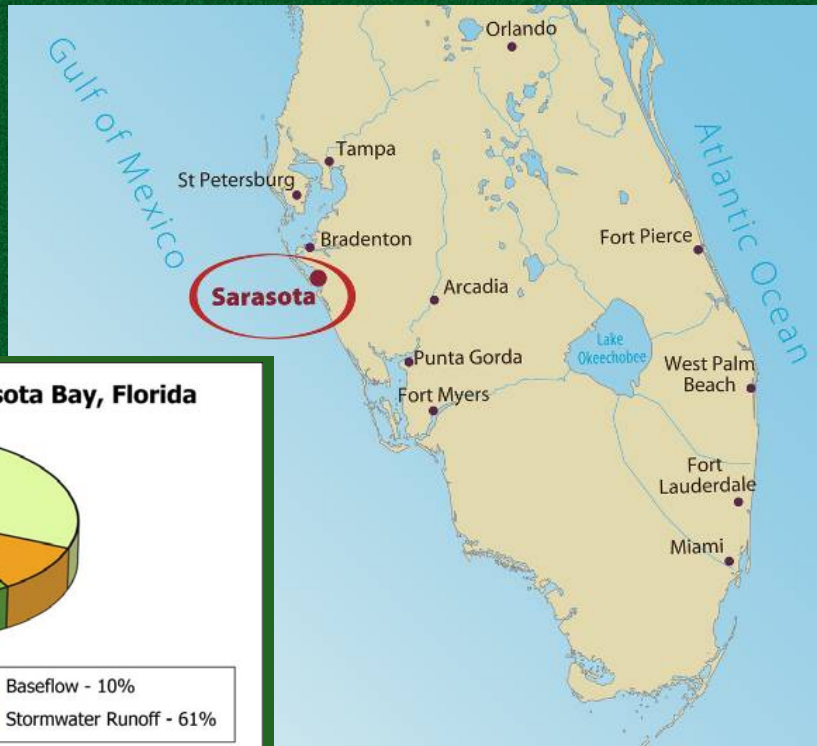 Orlando
Gulf of Mexico
Atlantic Ocean
Tampa
St Petersburg
Bradenton
Fort Pierce
Sarasota
Arcadia
Lake
Okeechobee
Punta Gorda
West Palm
Beach
Fort Myers
Fort
Lauderdale
Miami
sota Bay, Florida
Baseflow - 10%
Stormwater Runoff - 61%